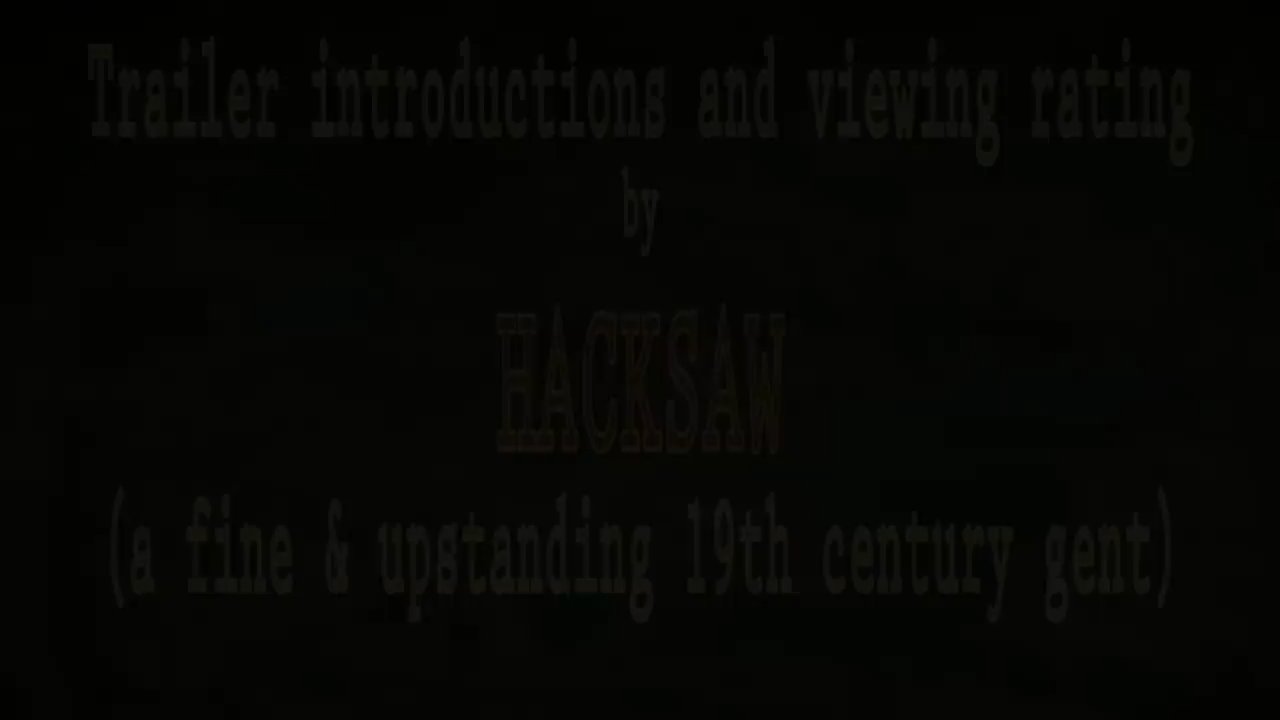 Trailer introductions and viewing rating
by
HACKSAW
(a fine & upstanding 19th century gent)